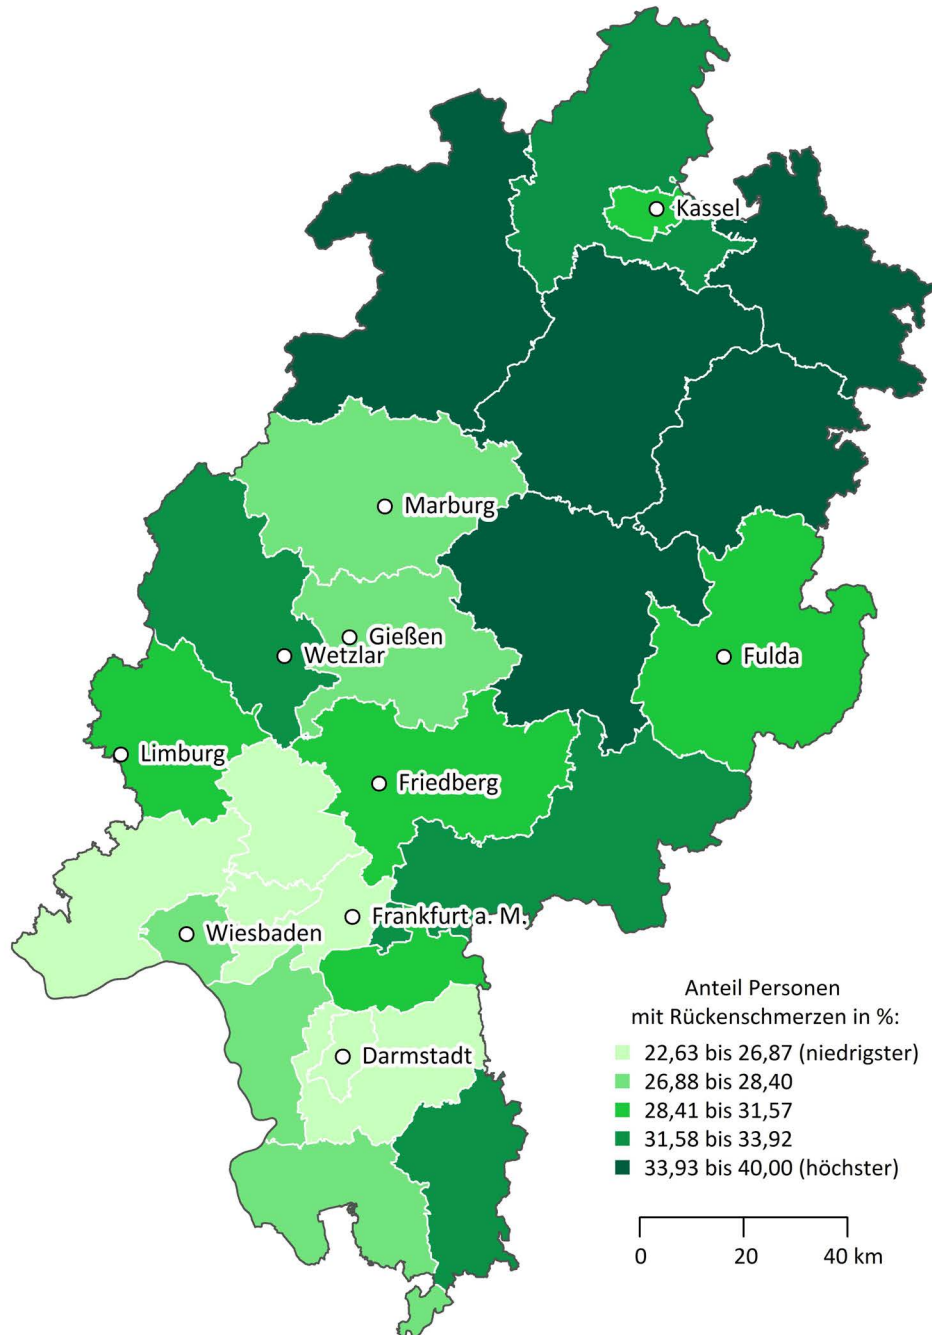 Kassel
Marburg
Gießen
Wetzlar
Fulda
Limburg
Friedberg
Frankfurt a. M.
Wiesbaden
Darmstadt
Anteil Personen
mit Rückenschmerzen in %:
22,63 bis 26,87 (niedrigster)
26,88 bis 28,40
28,41 bis 31,57
31,58 bis 33,92
33,93 bis 40,00 (höchster)
0 20 40 km